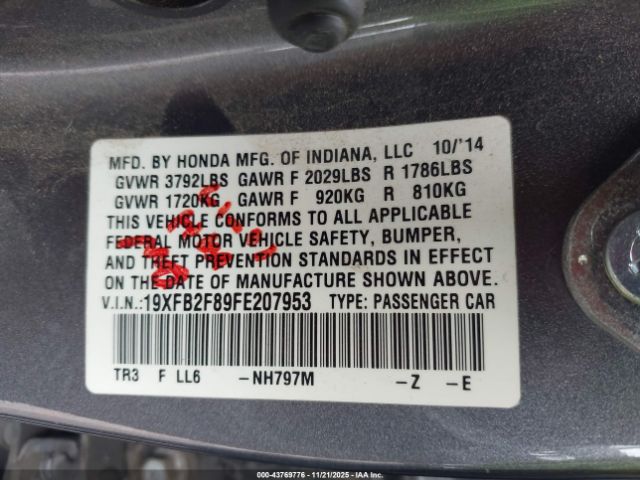 MFD. BY HONDA MFG. OF INDIANA, LLC 10/'14
GVWR 3792LBS GAWR F 2029LBS R 1786LBS
GVWR 1720KG GAWR F 920KG R 810KG
THIS VEHICLE CONFORMS TO ALL APPLICABLE
FEDERAL MOTOR VEHICLE SAFETY, BUMPER,
AND THEFT PREVENTION STANDARDS IN EFFECT
ON THE DATE OF MANUFACTURE SHOWN ABOVE.
V.I.N.: 19XFB2F89FE207953 TYPE: PASSENGER CAR
TR3 F LL6 -NH797M -Z -E
000-43769776 | 11/21/2025 | IAA Inc.